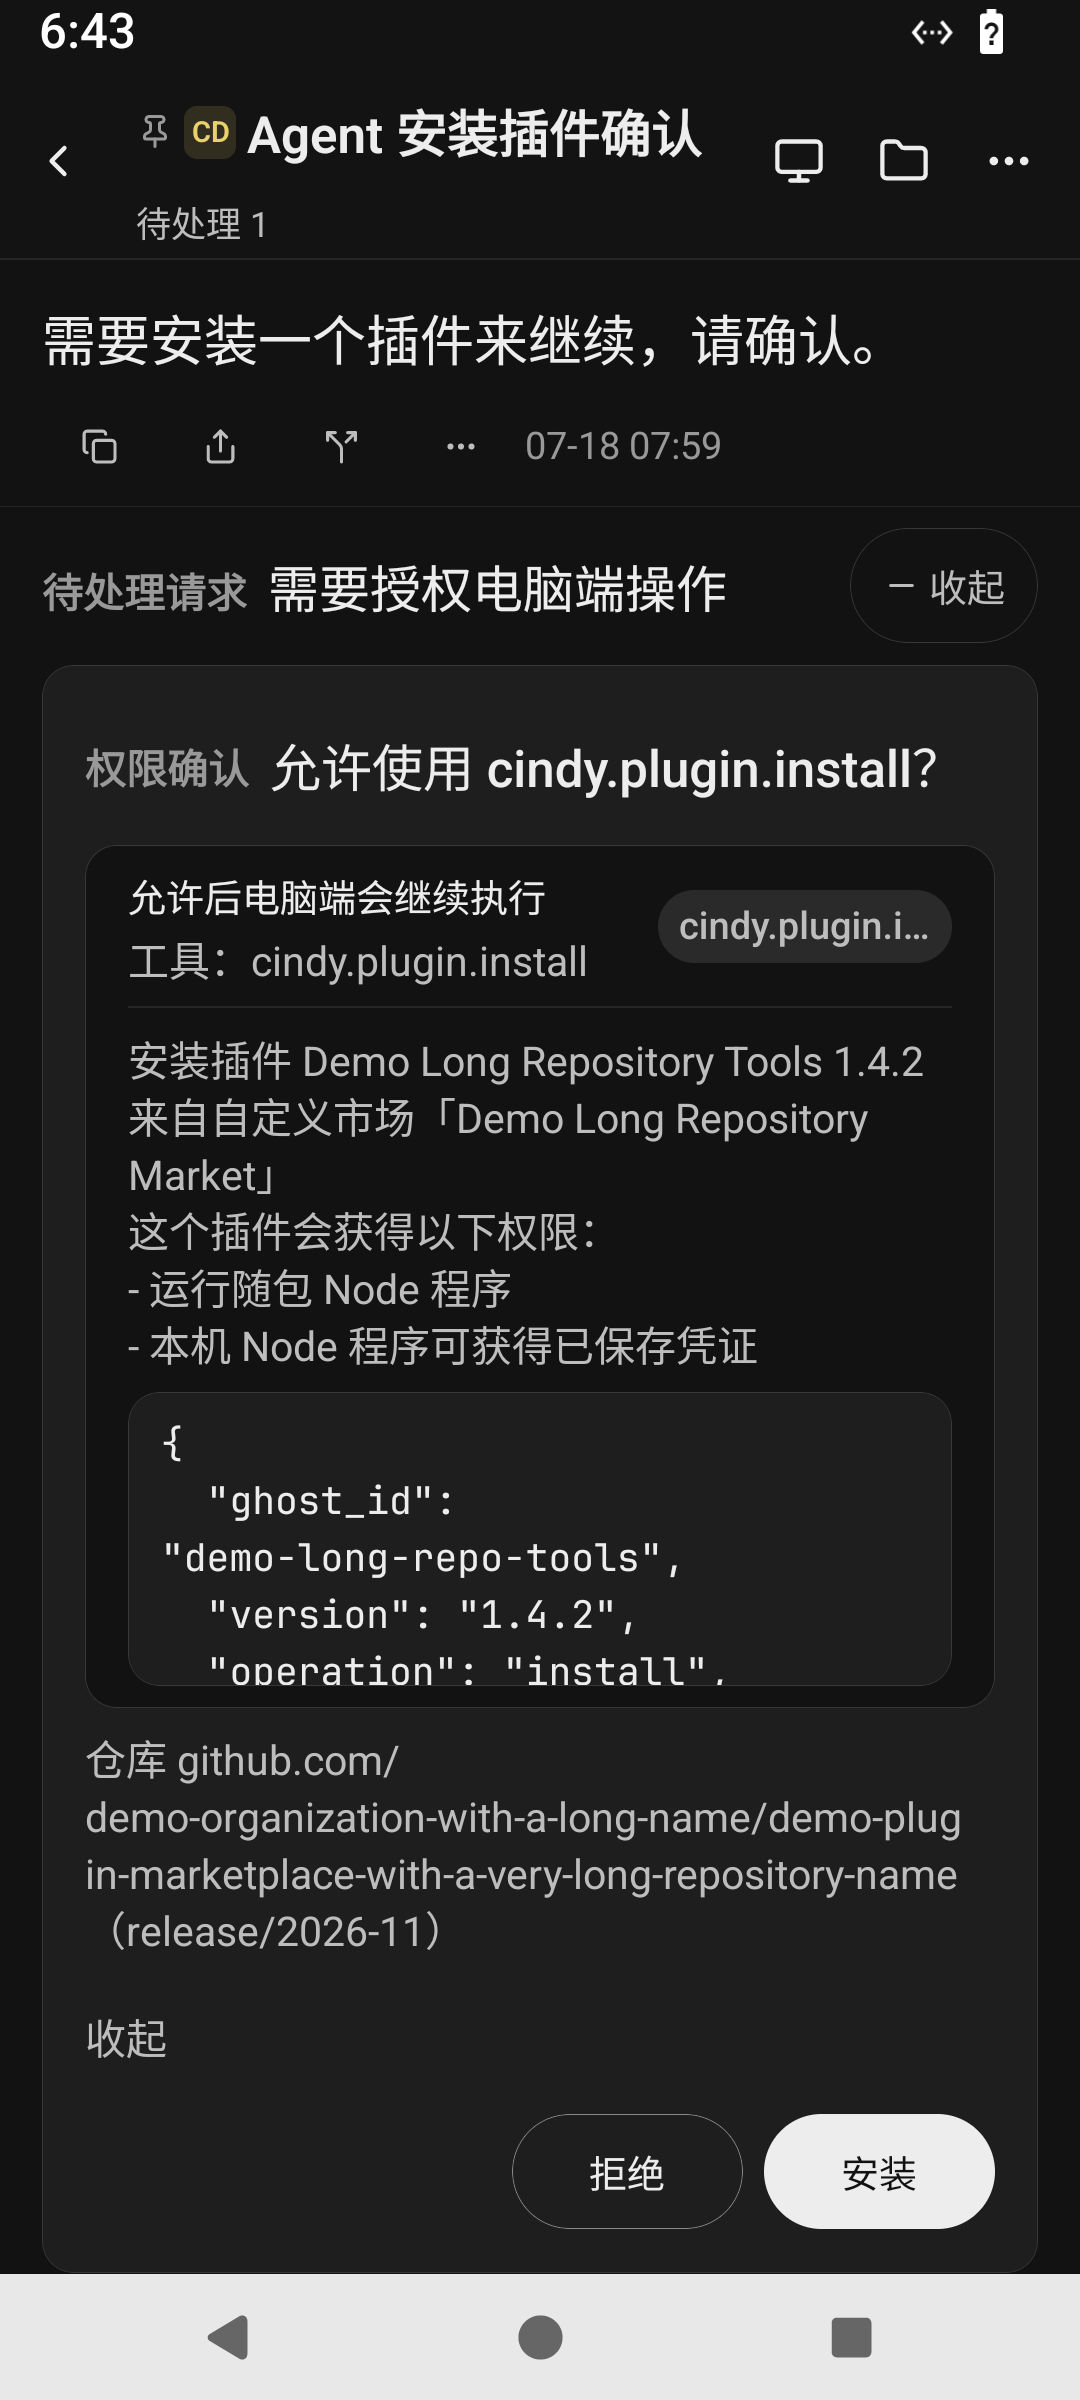 6:43
CD Agent 安装插件确认
待处理 1
需要安装一个插件来继续，请确认。
07-18 07:59
待处理请求 需要授权电脑端操作
收起
权限确认 允许使用 cindy.plugin.install？
允许后电脑端会继续执行
cindy.plugin.i…
工具：cindy.plugin.install
安装插件 Demo Long Repository Tools 1.4.2
来自自定义市场「Demo Long Repository
Market」
这个插件会获得以下权限：
- 运行随包 Node 程序
- 本机 Node 程序可获得已保存凭证
{
"ghost_id":
"demo-long-repo-tools",
"version": "1.4.2",
"operation": "install",
仓库 github.com/
demo-organization-with-a-long-name/demo-plug
in-marketplace-with-a-very-long-repository-name
（release/2026-11）
收起
拒绝
安装